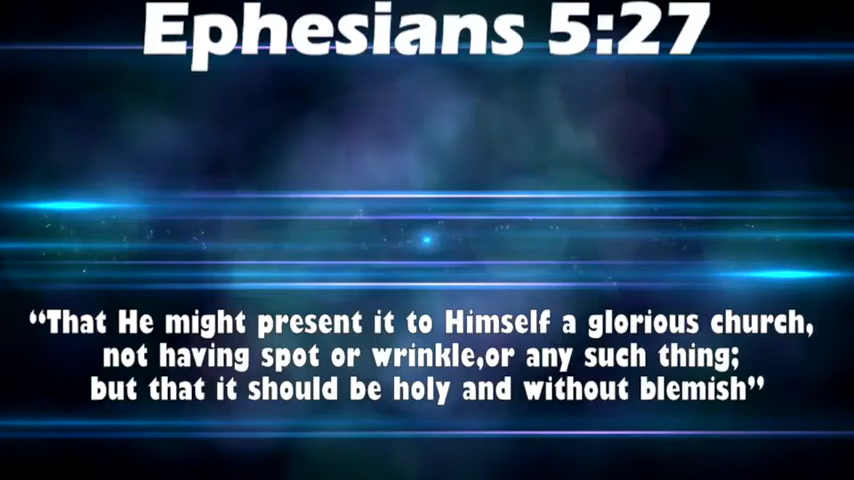 Ephesians 5:27
“That He might present it to Himself a glorious church,
not having spot or wrinkle,or any such thing;
but that it should be holy and without blemish”